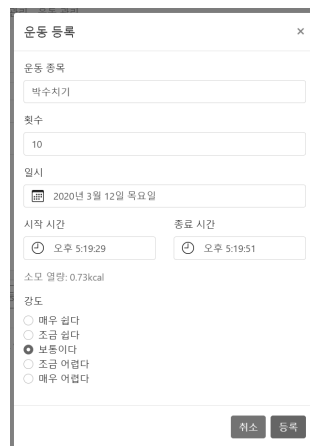 운동 등록 ×
운동 종목
박수치기
횟수
10
일시
2020년 3월 12일 목요일
시작 시간 종료 시간
오후 5:19:29 오후 5:19:51
소모 열량: 0.73kcal
강도
매우 쉽다
조금 쉽다
보통이다
조금 어렵다
매우 어렵다
취소 등록